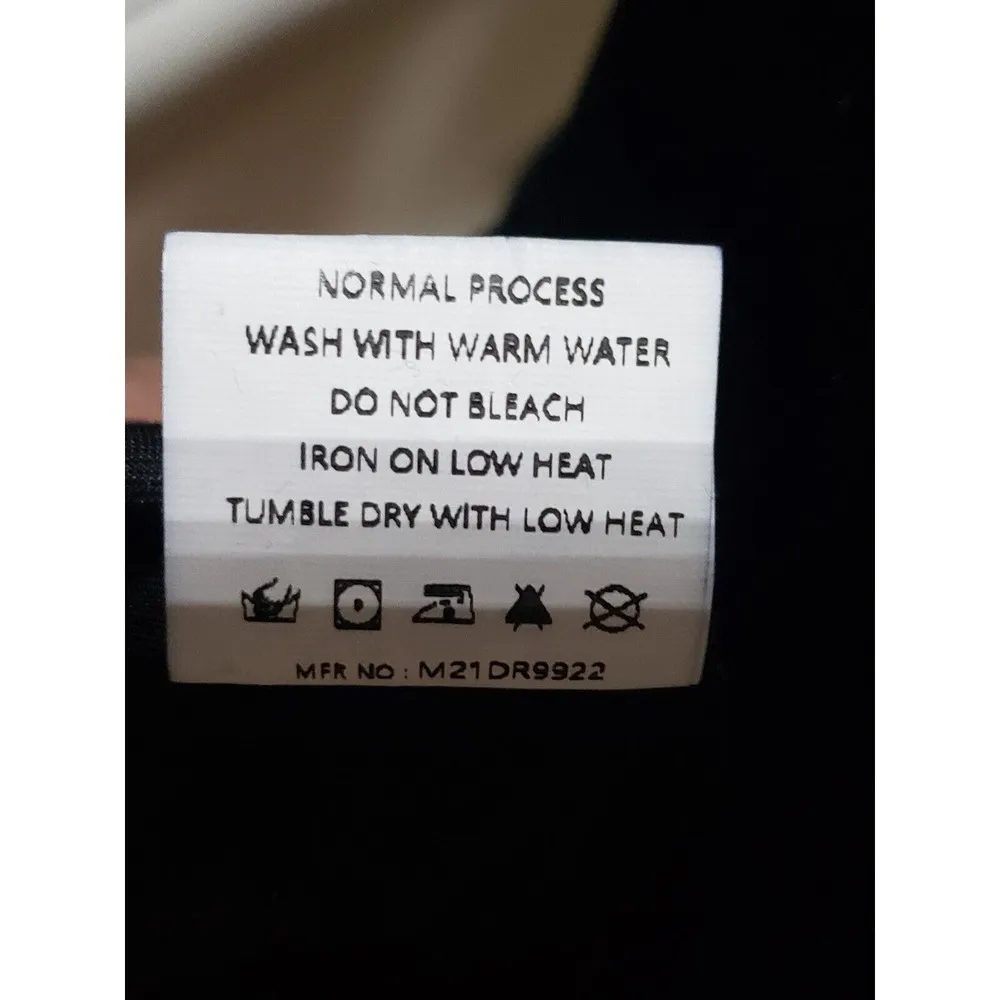 NORMAL PROCESS
WASH WITH WARM WATER
DO NOT BLEACH
IRON ON LOW HEAT
TUMBLE DRY WITH LOW HEAT
MFR NO : M21DR9922